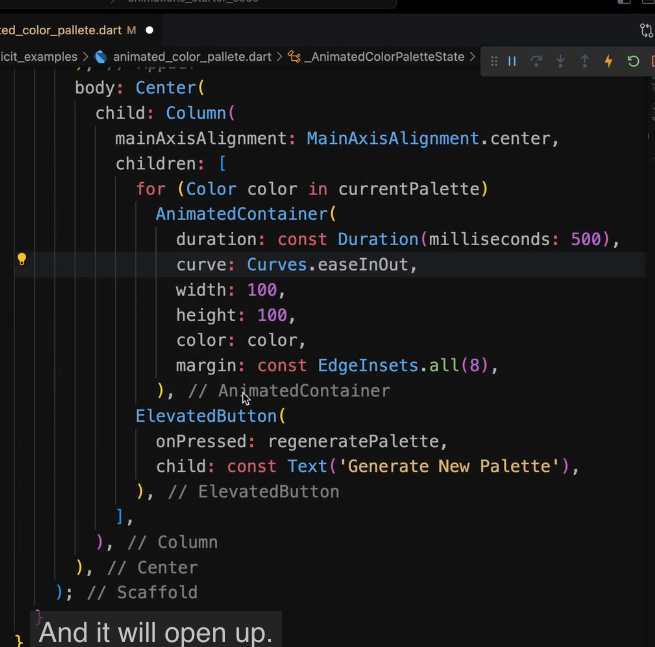 animations_starter_code
ed_color_pallete.dart M
icit_examples > animated_color_pallete.dart > _AnimatedColorPaletteState >
body: Center(
child: Column(
mainAxisAlignment: MainAxisAlignment.center,
children: [
for (Color color in currentPalette)
AnimatedContainer(
duration: const Duration(milliseconds: 500),
curve: Curves.easeInOut,
width: 100,
height: 100,
color: color,
margin: const EdgeInsets.all(8),
), // AnimatedContainer
ElevatedButton(
onPressed: regeneratePalette,
child: const Text('Generate New Palette'),
), // ElevatedButton
],
), // Column
), // Center
); // Scaffold
}
And it will open up.
}